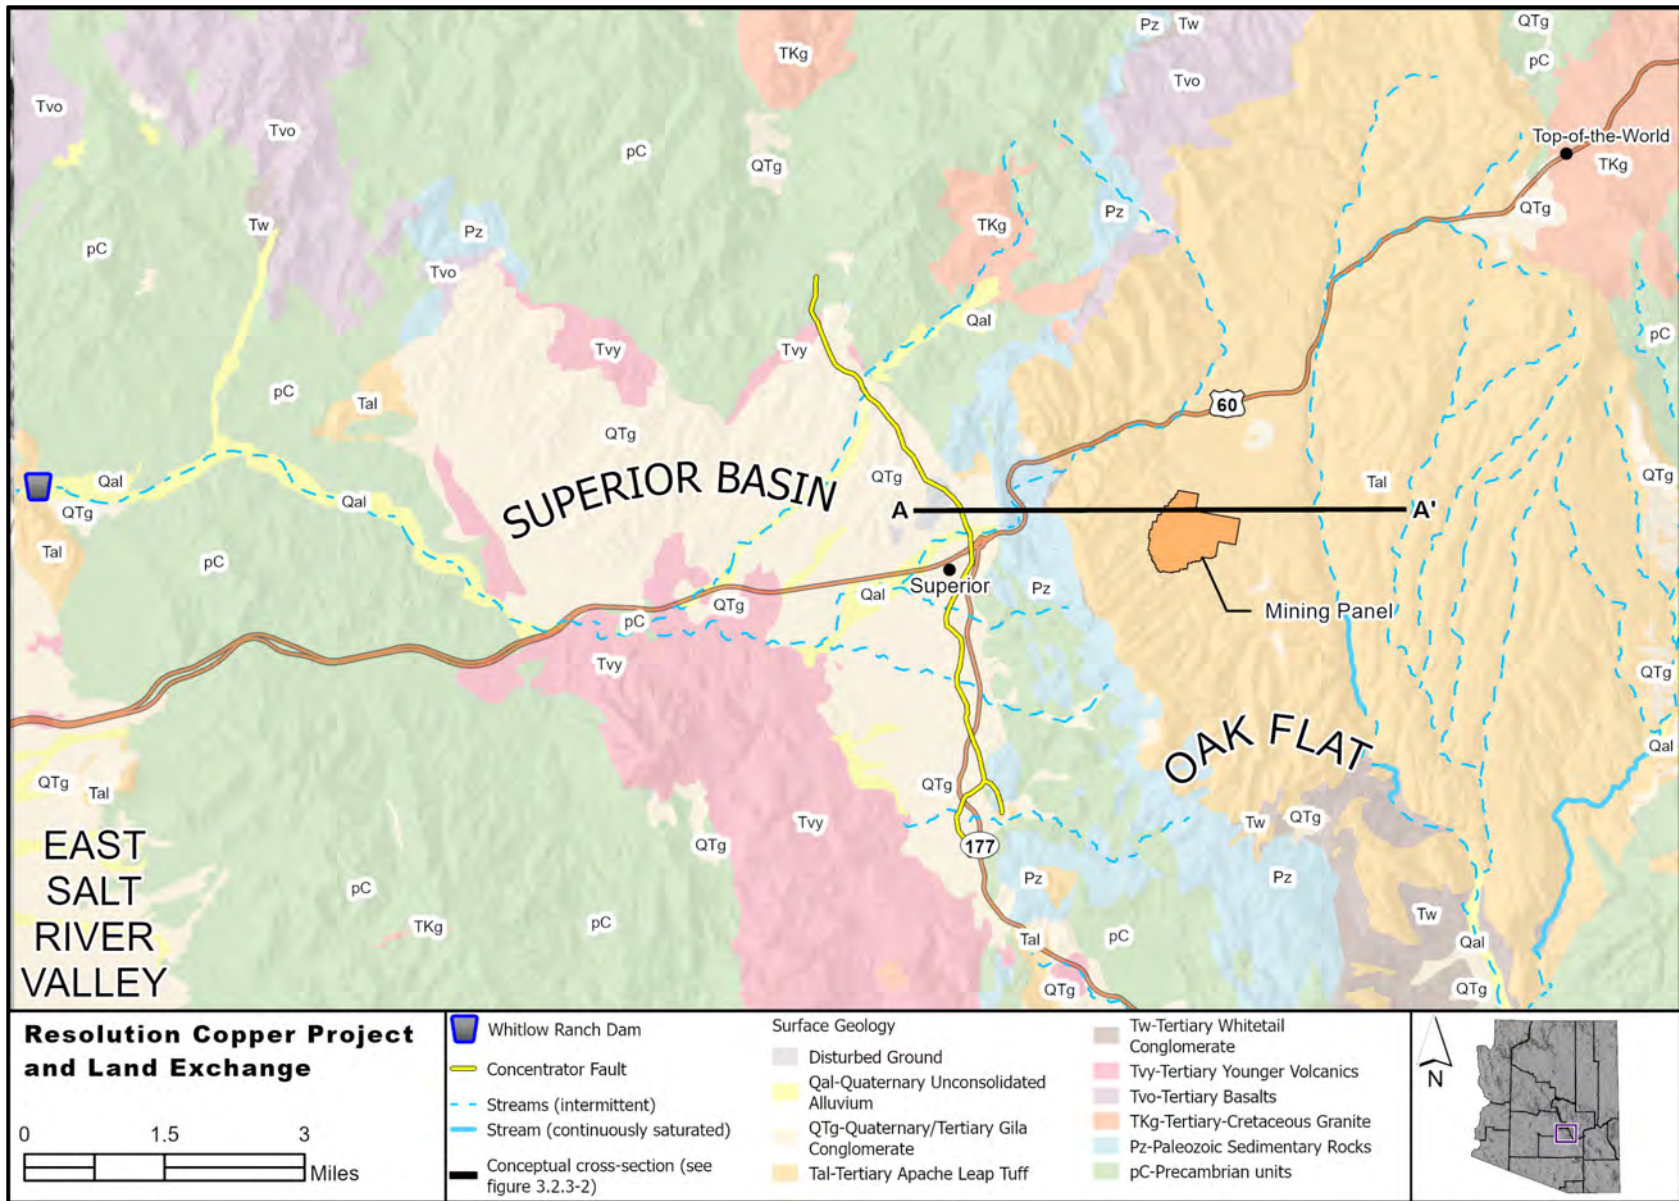 Pz
Tw
QTg
TKg
pC
Tvo
Tvo
Tvo
pC
Top-of-the-World
QTg
TKg
Tw
Pz
TKg
Pz
QTg
pC
Tvo
Qal
pC
Tvy
Tvy
pC
Tal
60
QTg
SUPERIOR BASIN
QTg
Qal
Qal
QTg
A
A'
Tal
QTg
Tal
pC
Superior
Qal
Pz
QTg
Mining Panel
pC
Tvy
QTg
OAK FLAT
Qal
QTg
Tal
QTg
Tvy
QTg
177
Tw
QTg
EAST
SALT
RIVER
VALLEY
pC
TKg
pC
Pz
Pz
Tw
Tal
pC
Qal
QTg
QTg
Resolution Copper Project
and Land Exchange
0
1.5
3
Miles
Whitlow Ranch Dam
Concentrator Fault
Streams (intermittent)
Stream (continuously saturated)
Conceptual cross-section (see
figure 3.2.3-2)
Surface Geology
Disturbed Ground
Qal-Quaternary Unconsolidated
Alluvium
QTg-Quaternary/Tertiary Gila
Conglomerate
Tal-Tertiary Apache Leap Tuff
Tw-Tertiary Whitetail
Conglomerate
Tvy-Tertiary Younger Volcanics
Tvo-Tertiary Basalts
TKg-Tertiary-Cretaceous Granite
Pz-Paleozoic Sedimentary Rocks
pC-Precambrian units
N